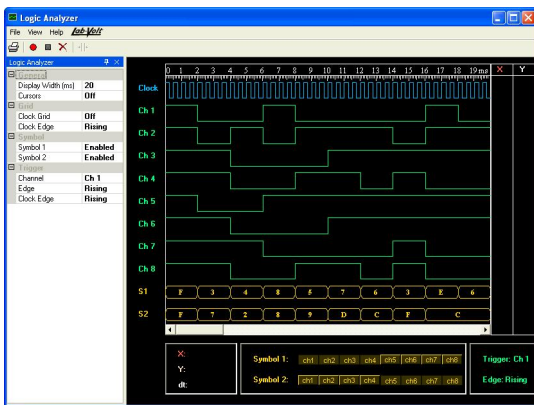 Logic Analyzer
File View Help Lab-Volt
Logic Analyzer
General
Display Width (ms) 20
Cursors Off
Grid
Clock Grid Off
Clock Edge Rising
Symbol
Symbol 1 Enabled
Symbol 2 Enabled
Trigger
Channel Ch 1
Edge Rising
Clock Edge Rising
0 1 2 3 4 5 6 7 8 9 10 11 12 13 14 15 16 17 18 19 ms
X Y
Clock
Ch 1
Ch 2
Ch 3
Ch 4
Ch 5
Ch 6
Ch 7
Ch 8
S1 F 3 4 8 5 7 6 3 E 6
S2 F 7 2 8 9 D C F C
X:
Y:
dt:
Symbol 1: ch1 ch2 ch3 ch4 ch5 ch6 ch7 ch8
Symbol 2: ch1 ch2 ch3 ch4 ch5 ch6 ch7 ch8
Trigger: Ch 1
Edge: Rising